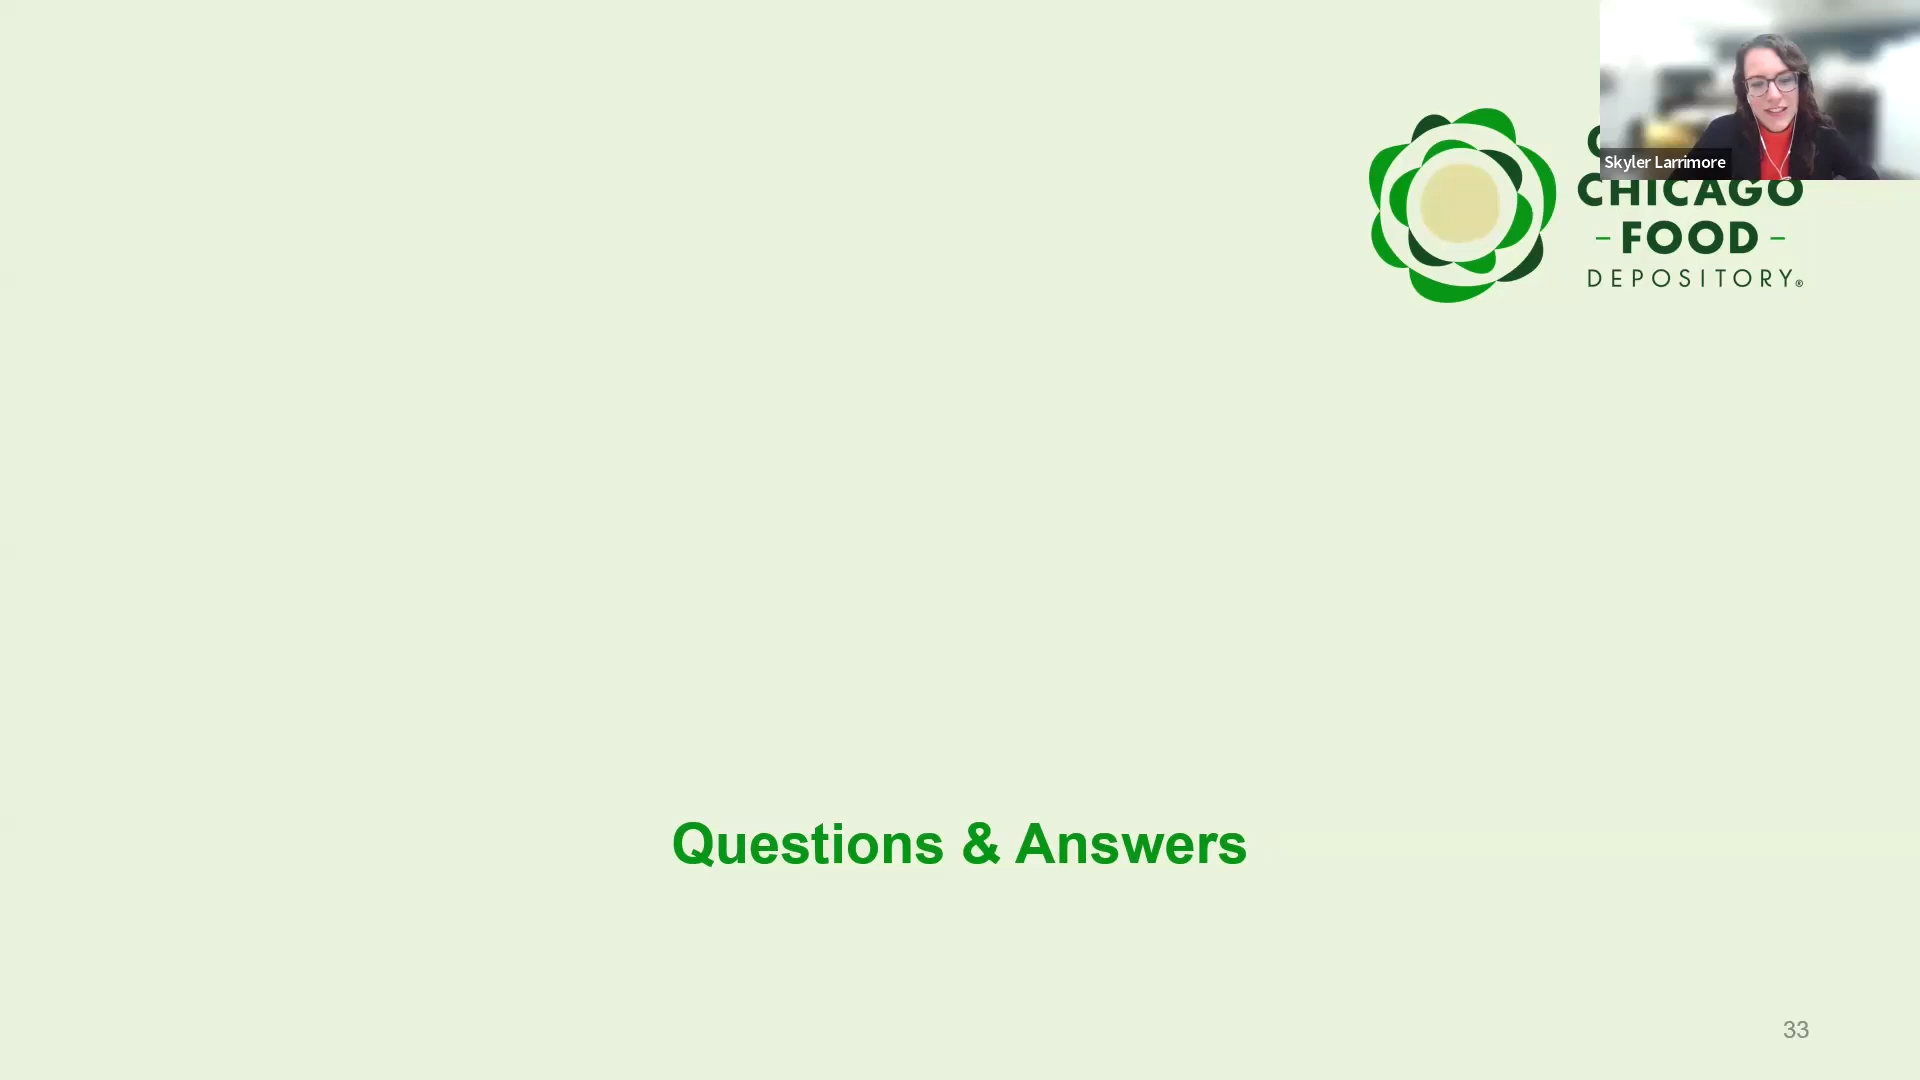 Skyler Larrimore
CHICAGO
- FOOD -
DEPOSITORY®
Questions & Answers
33